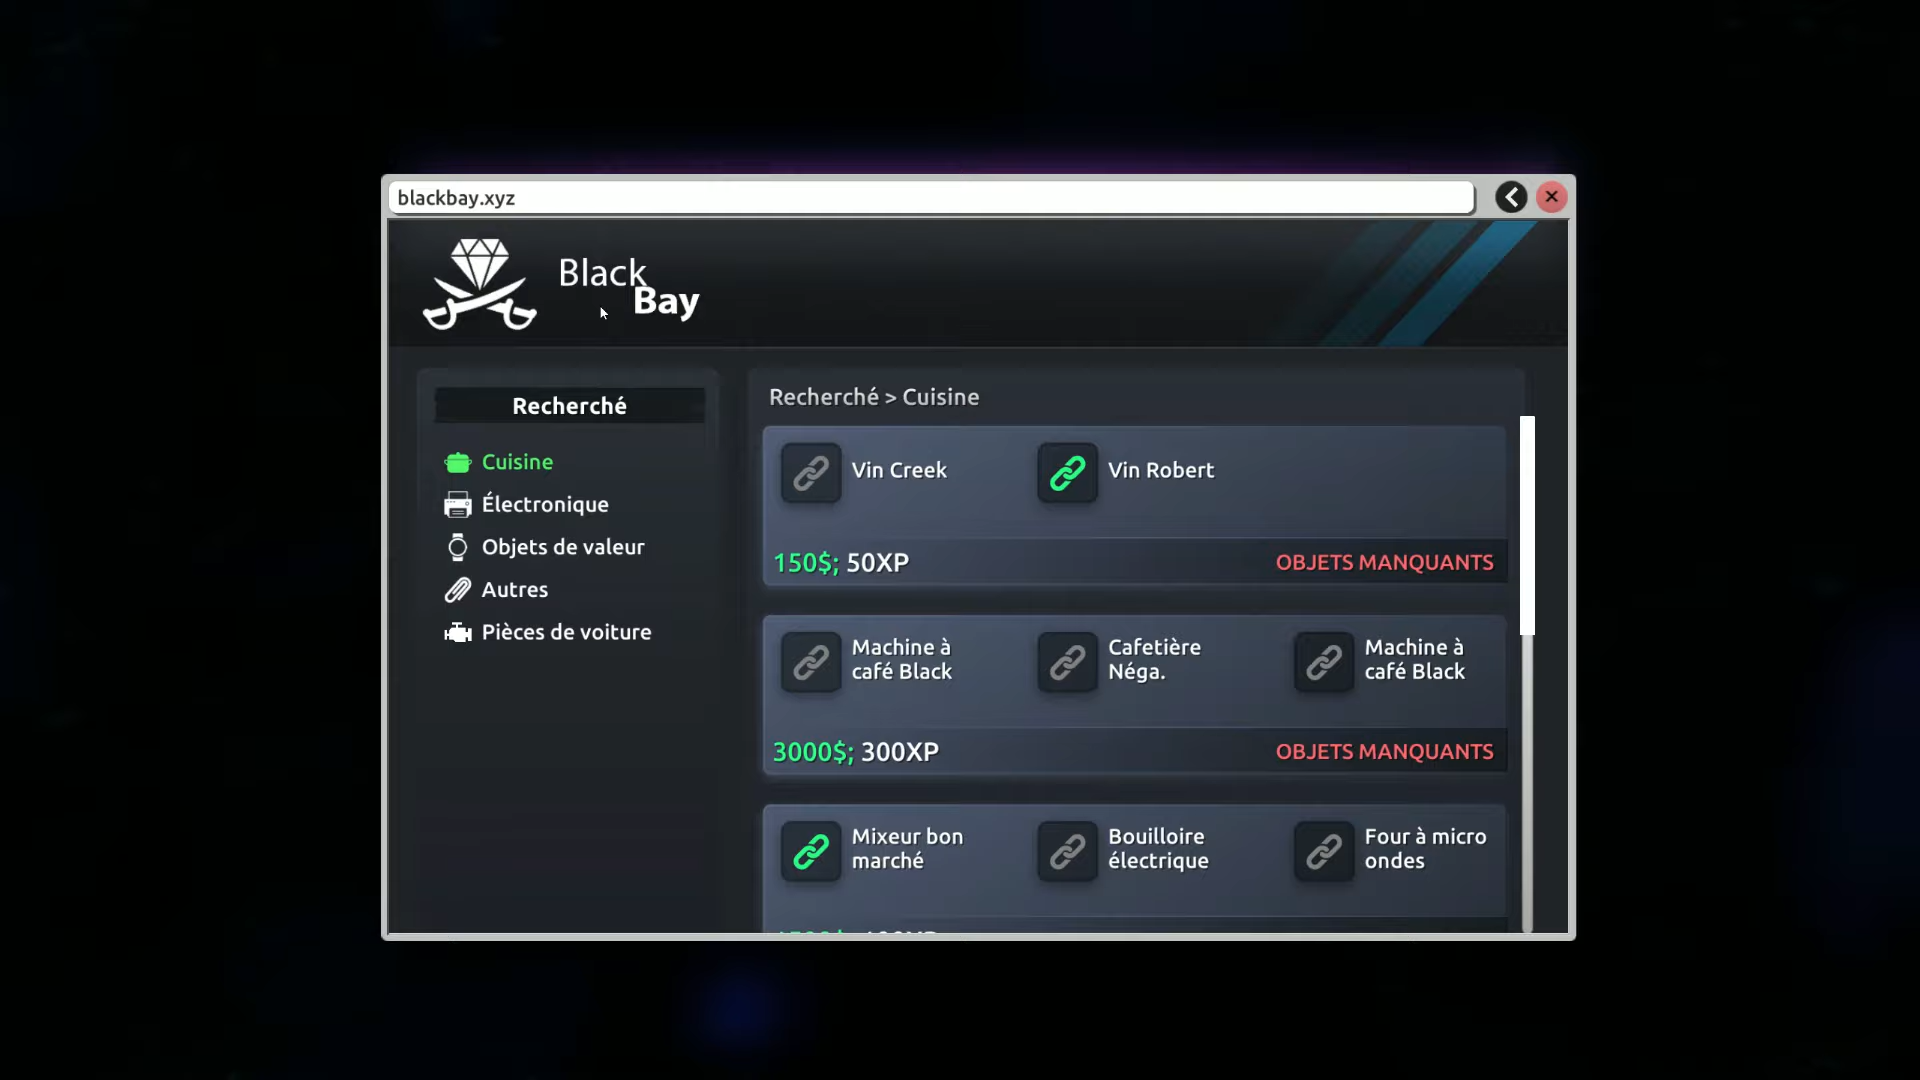 blackbay.xyz
Black
Bay
Recherché
Cuisine
Électronique
Objets de valeur
Autres
Pièces de voiture
Recherché > Cuisine
Vin Creek
Vin Robert
150$; 50XP
OBJETS MANQUANTS
Machine à
café Black
Cafetière
Néga.
Machine à
café Black
3000$; 300XP
OBJETS MANQUANTS
Mixeur bon
marché
Bouilloire
électrique
Four à micro
ondes